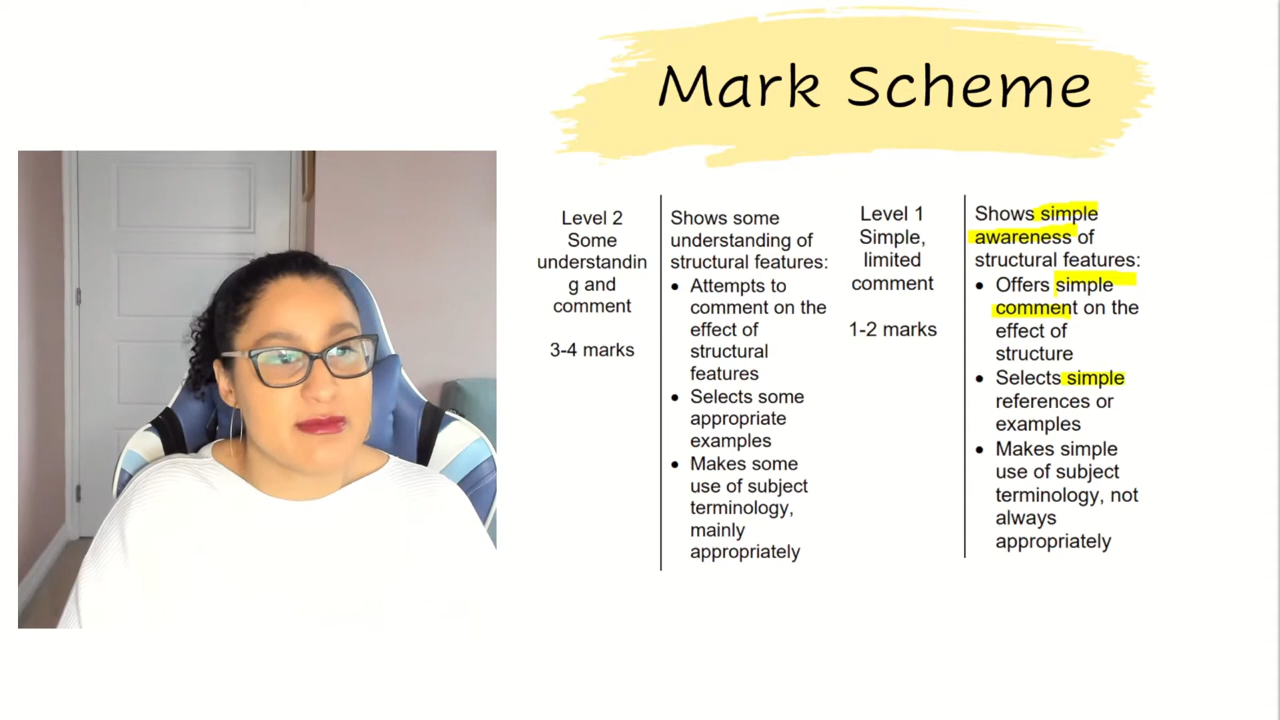 Mark Scheme
Level 2
Some
understandin
g and
comment
3-4 marks
Shows some
understanding of
structural features:
• Attempts to
comment on the
effect of
structural
features
• Selects some
appropriate
examples
• Makes some
use of subject
terminology,
mainly
appropriately
Level 1
Simple,
limited
comment
1-2 marks
Shows simple
awareness of
structural features:
• Offers simple
comment on the
effect of
structure
• Selects simple
references or
examples
• Makes simple
use of subject
terminology, not
always
appropriately